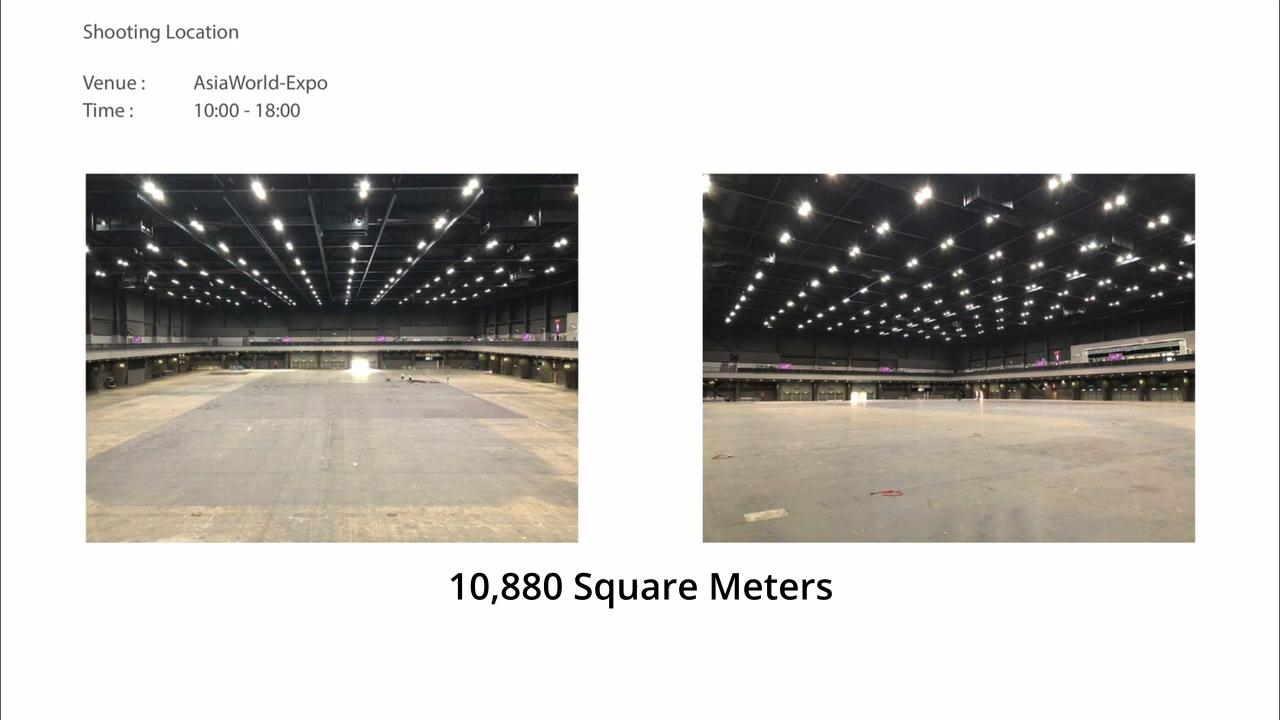 Shooting Location
Venue : AsiaWorld-Expo
Time : 10:00 - 18:00
10,880 Square Meters